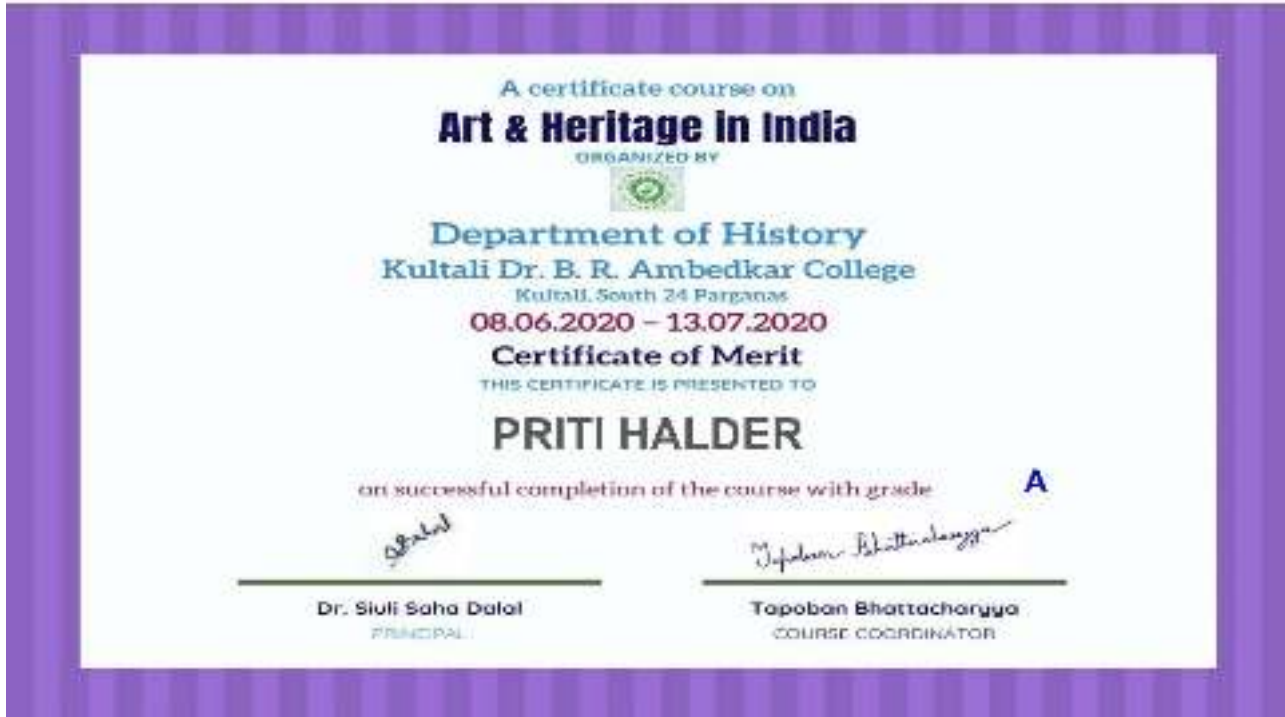 A certificate course on
Art & Heritage in India
ORGANIZED BY
Department of History
Kultali Dr. B. R. Ambedkar College
Kultali, South 24 Parganas
08.06.2020 – 13.07.2020
Certificate of Merit
THIS CERTIFICATE IS PRESENTED TO
PRITI HALDER
on successful completion of the course with grade A
Tapoban Bhattacharyya
Dr. Siuli Saha Dalal Tapoban Bhattacharyya
PRINCIPAL COURSE COORDINATOR